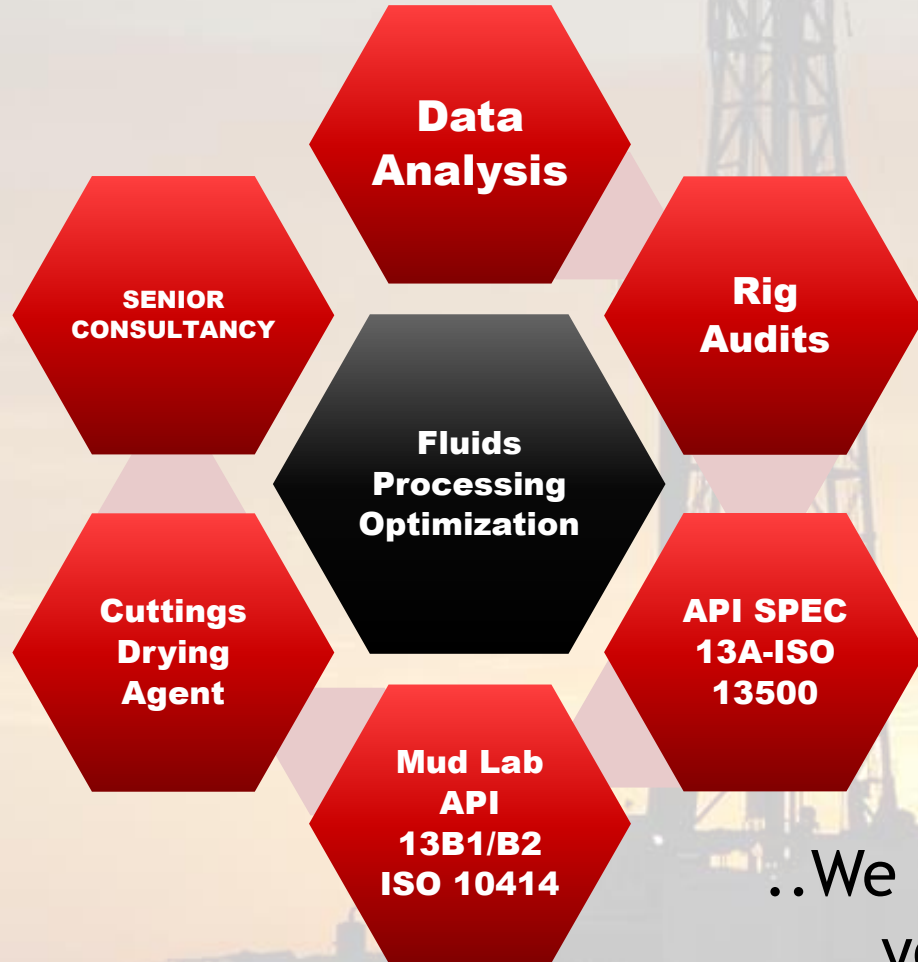 Data
Analysis
Rig
Audits
SENIOR
CONSULTANCY
Fluids
Processing
Optimization
Cuttings
Drying
Agent
API SPEC
13A-ISO
13500
Mud Lab
API
13B1/B2
ISO 10414
..We